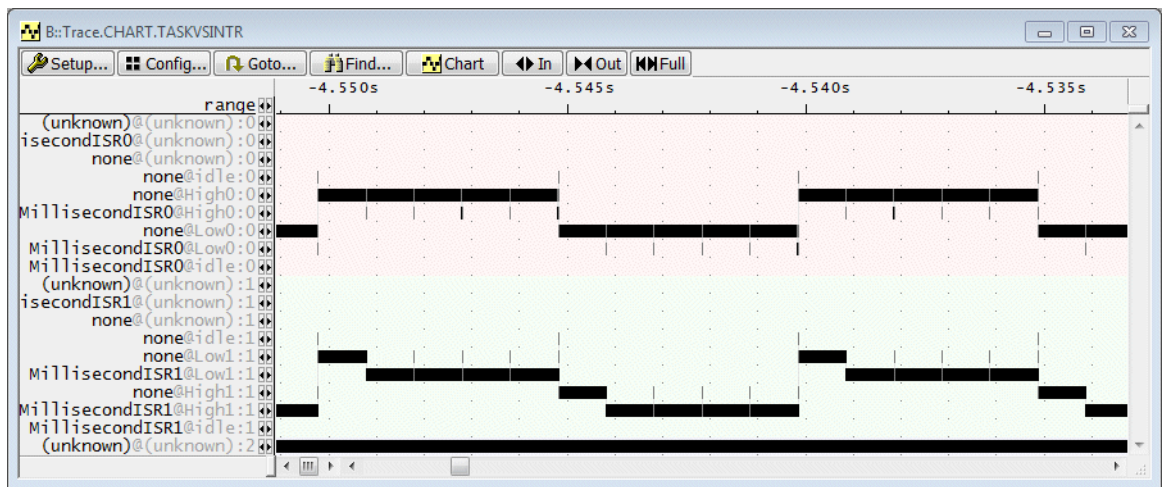 B::Trace.CHART.TASKVSINTR
Setup... Config... Goto... Find... Chart In Out Full
-4.550s -4.545s -4.540s -4.535s
range
(unknown)@(unknown):0
isecondISR0@(unknown):0
none@(unknown):0
none@idle:0
none@High0:0
MillisecondISR0@High0:0
none@Low0:0
MillisecondISR0@Low0:0
MillisecondISR0@idle:0
(unknown)@(unknown):1
isecondISR1@(unknown):1
none@(unknown):1
none@idle:1
none@Low1:1
MillisecondISR1@Low1:1
none@High1:1
MillisecondISR1@High1:1
MillisecondISR1@idle:1
(unknown)@(unknown):2